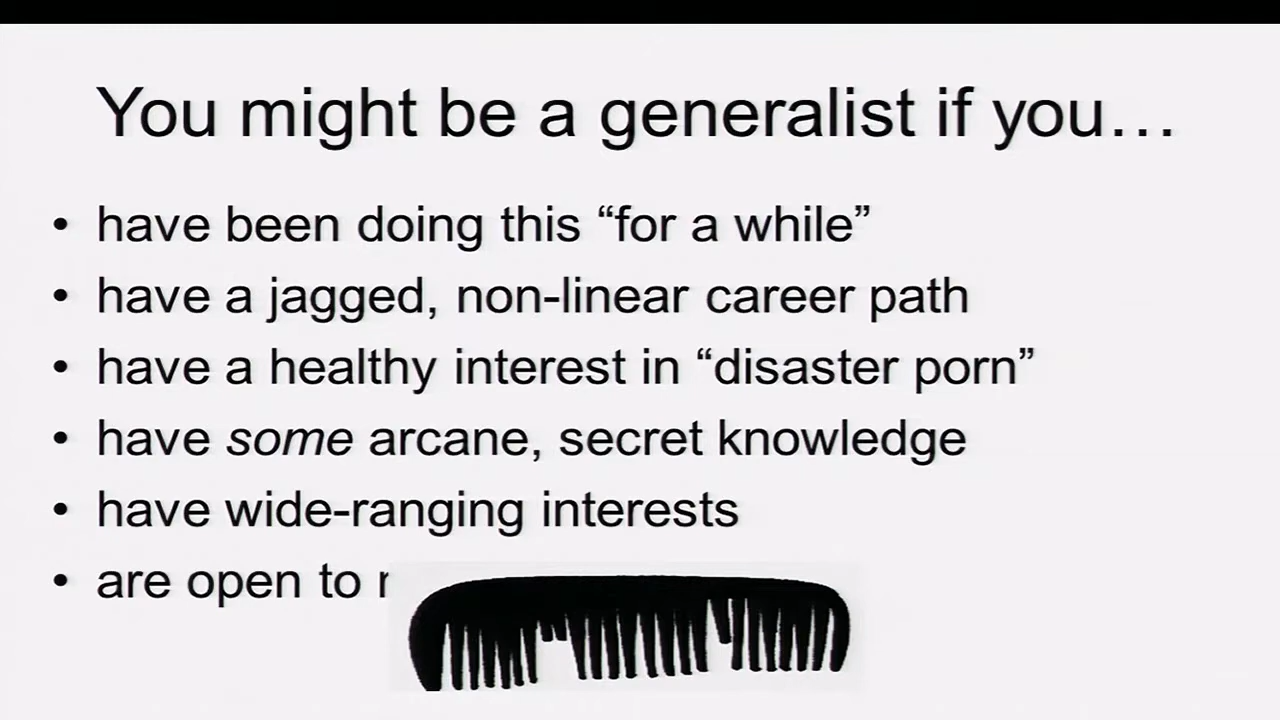 You might be a generalist if you…
• have been doing this “for a while”
• have a jagged, non-linear career path
• have a healthy interest in “disaster porn”
• have some arcane, secret knowledge
• have wide-ranging interests
• are open to